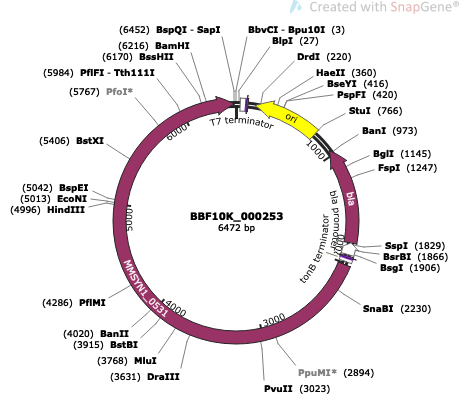 Created with SnapGene®
(6452) BspQI - SapI
BbvCI - Bpu10I (3)
(6216) BamHI
BlpI (27)
(6170) BssHII
DrdI (220)
(5984) PflFI - Tth111I
HaeII (360)
(5767) PfoI*
BseYI (416)
PspFI (420)
StuI (766)
T7 terminator
ori
6000
1000
BanI (973)
(5406) BstXI
BglI (1145)
FspI (1247)
(5042) BspEI
(5013) EcoNI
(4996) HindIII
5000
BBF10K_000253
6472 bp
bla
bla promoter
tonB terminator
SspI (1829)
BsrBI (1866)
BsgI (1906)
MMSYN1_0531
(4286) PflMI
4000
3000
SnaBI (2230)
(4020) BanII
(3915) BstBI
(3768) MluI
(3631) DraIII
PpuMI* (2894)
PvuII (3023)